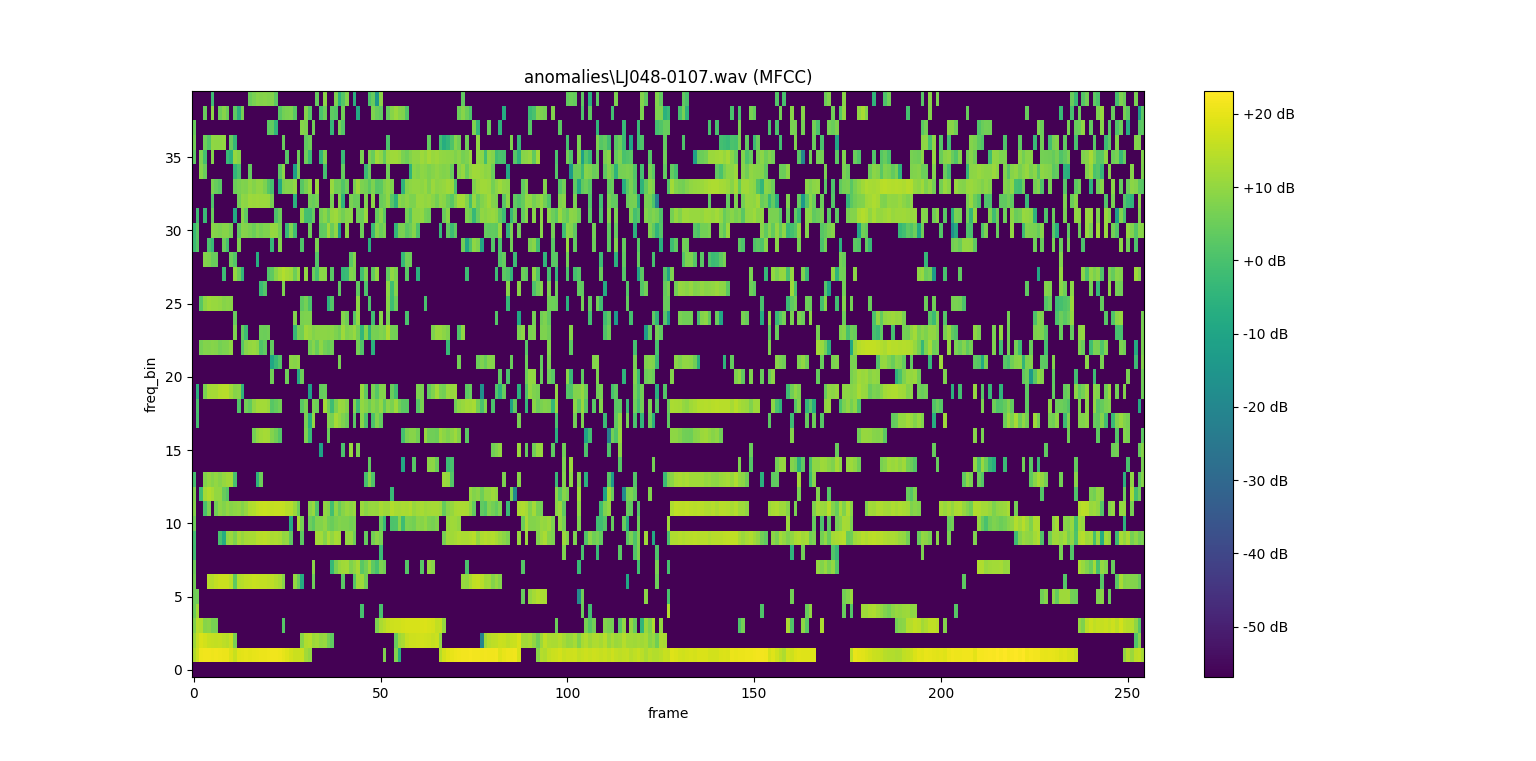 anomalies\LJ048-0107.wav (MFCC)
freq_bin
35
30
25
20
15
10
5
0
0 50 100 150 200 250
frame
+20 dB
+10 dB
+0 dB
-10 dB
-20 dB
-30 dB
-40 dB
-50 dB